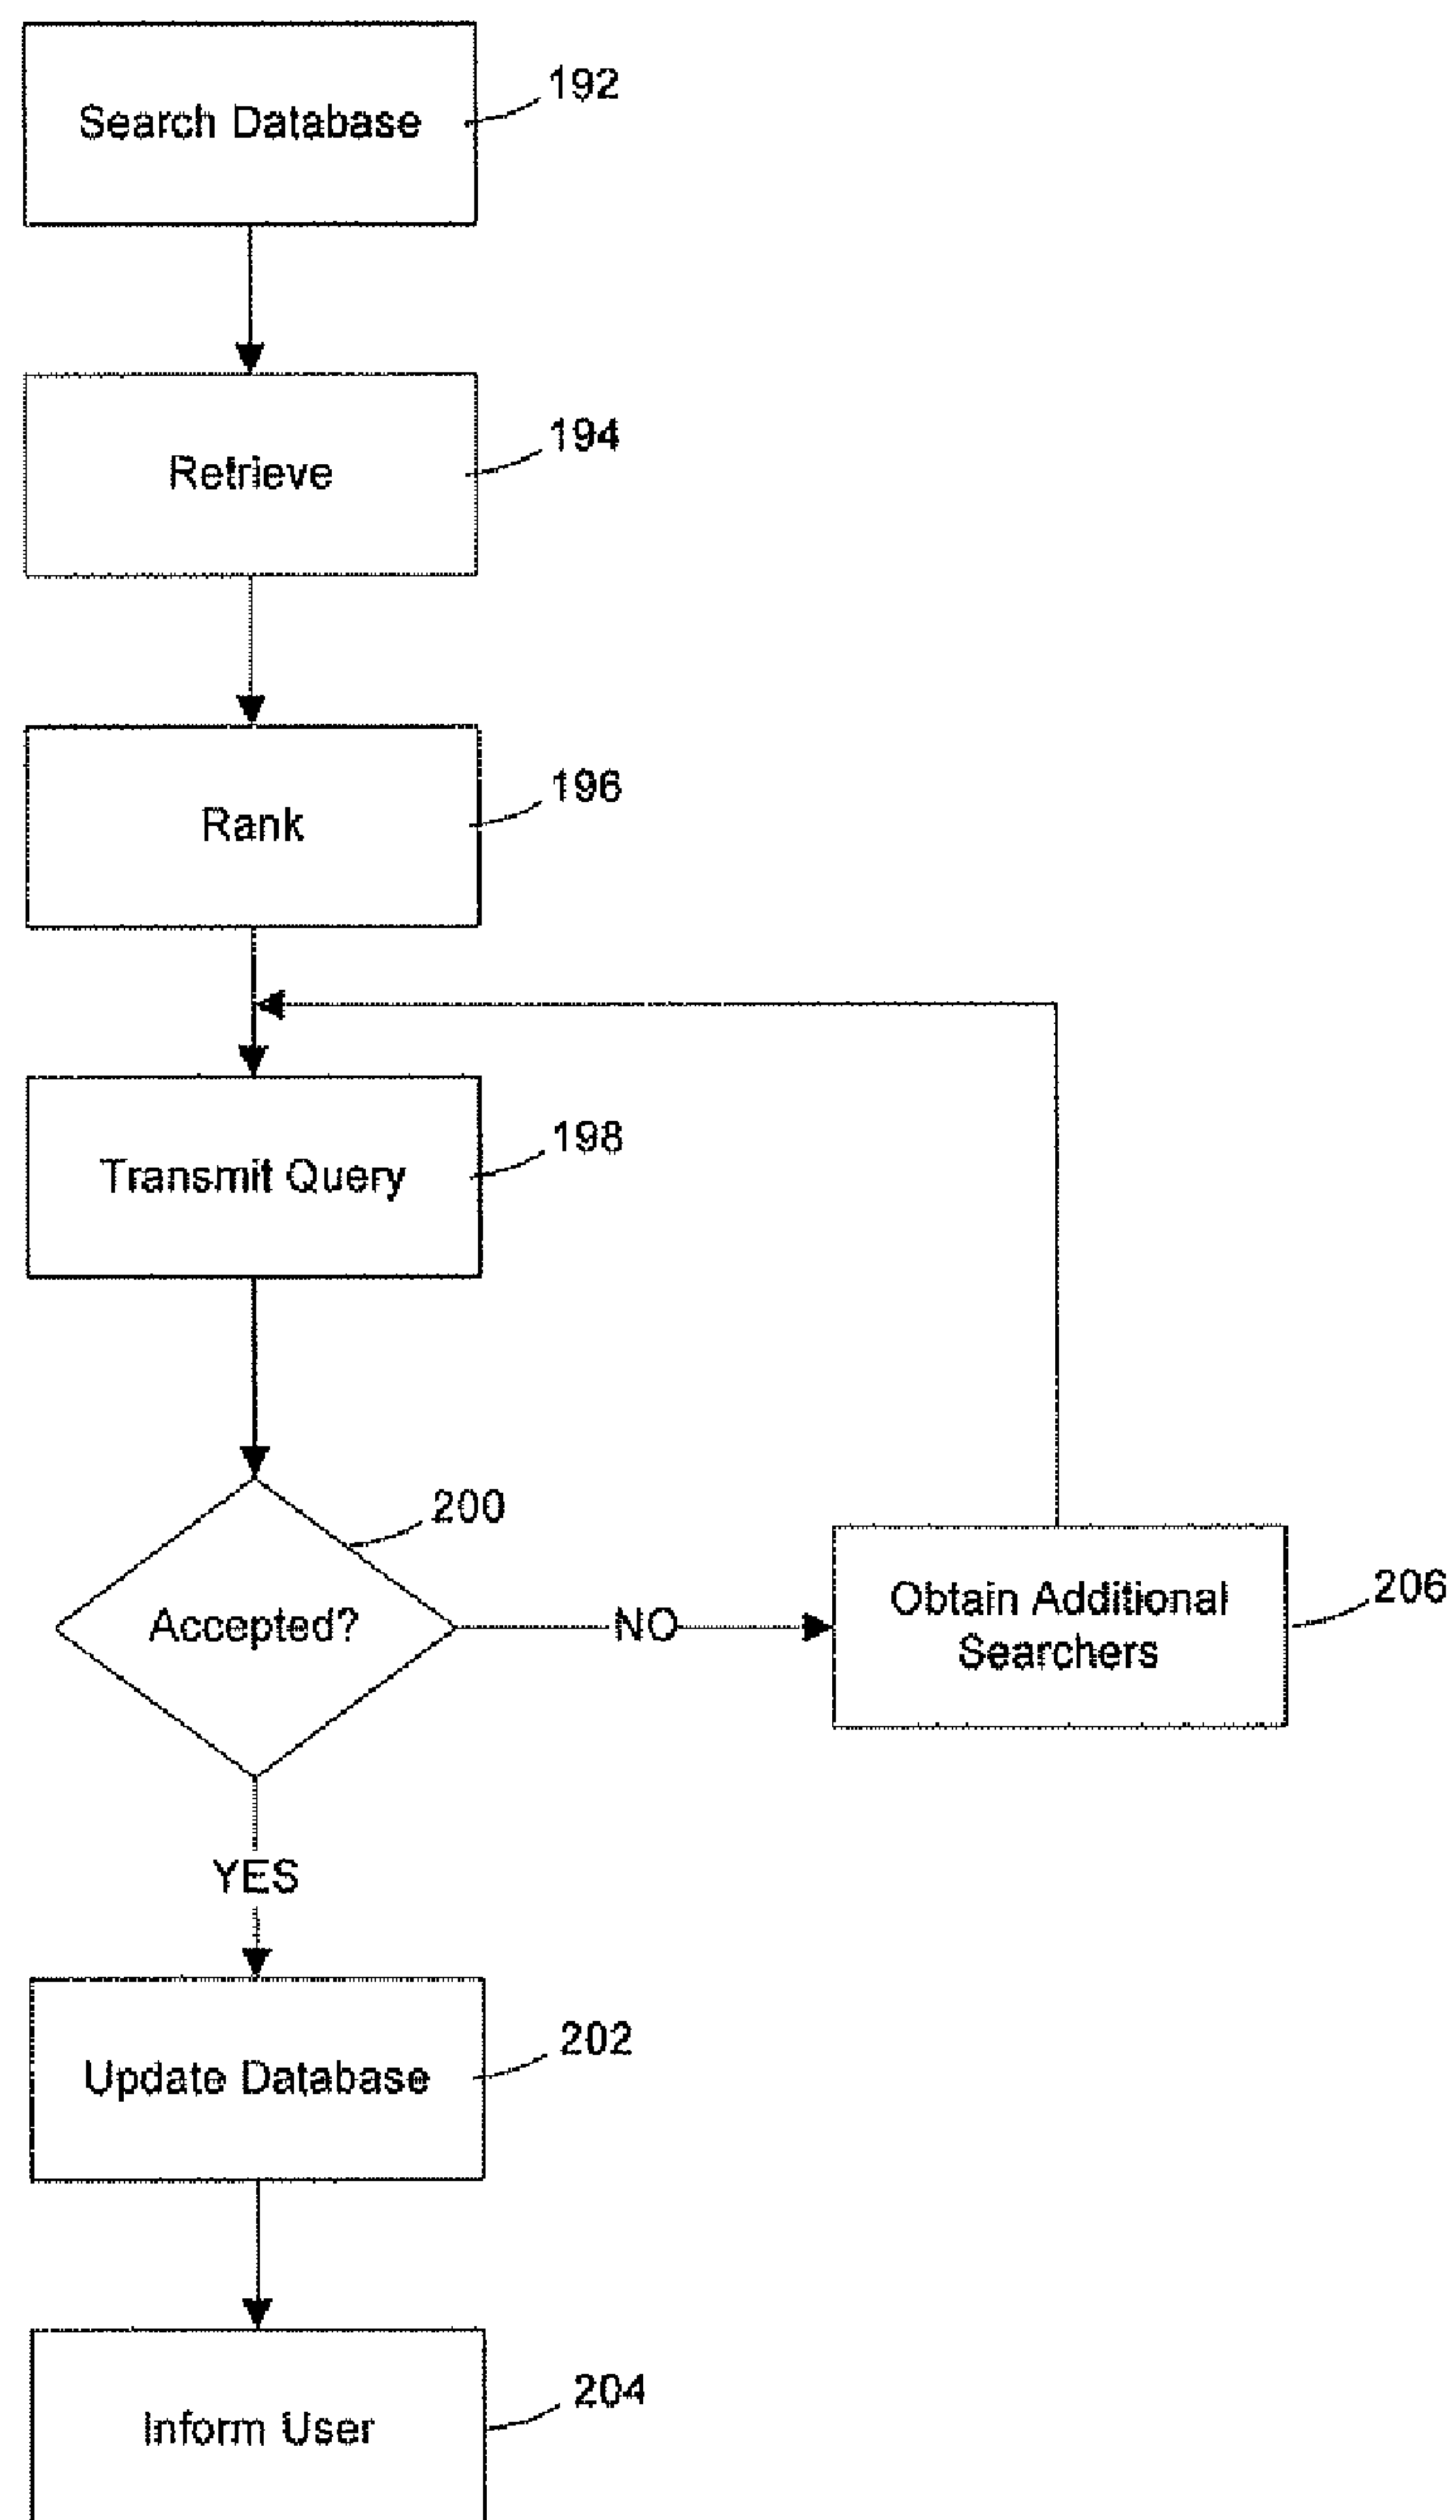 Search Database
192
Retrieve
194
Rank
196
Transmit Query
198
Accepted?
200
NO
Obtain Additional
Searchers
206
YES
Update Database
202
Inform User
204